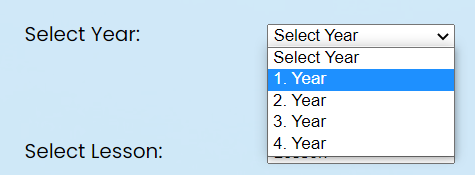 Select Year:
Select Year
Select Year
1. Year
2. Year
3. Year
4. Year
Select Lesson: